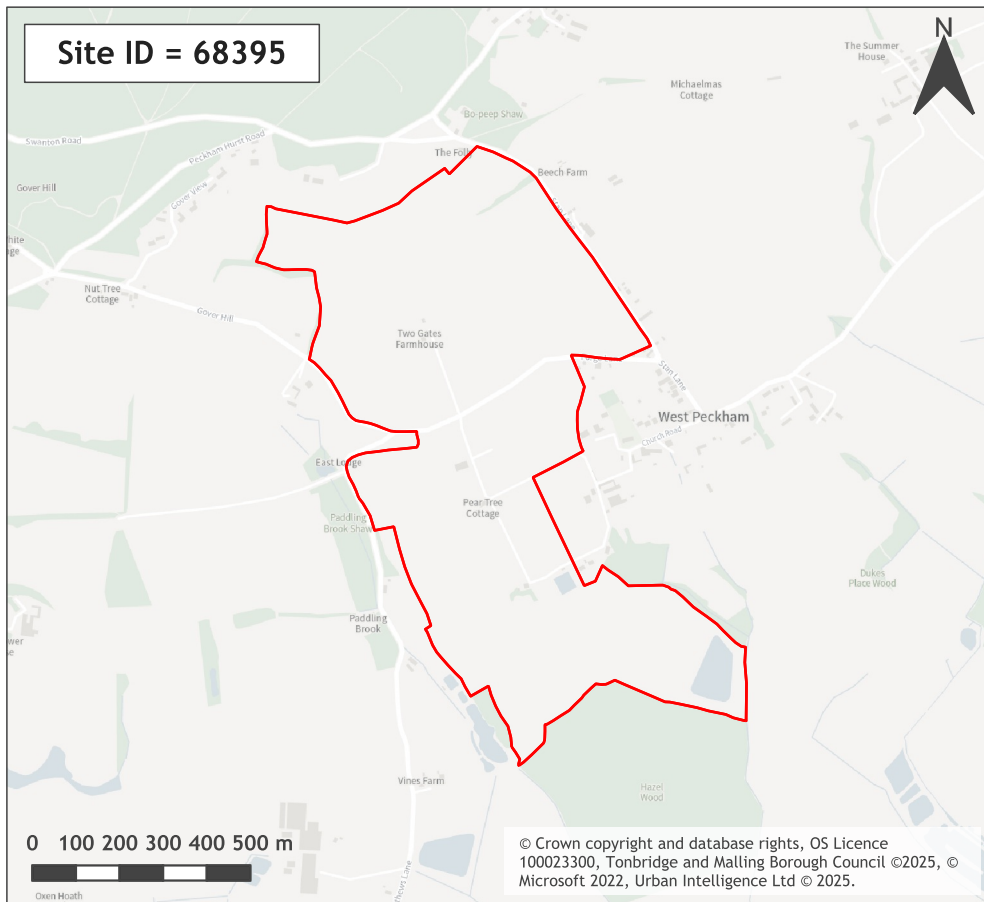 Site ID = 68395
N
The Summer
House
Michaelmas
Cottage
Bo-peep Shaw
Swanton Road
Peckham Hurst Road
The Folly
Beech Farm
Gover Hill
Gover View
Nut Tree
Cottage
Gover Hill
Two Gates
Farmhouse
Stan Lane
West Peckham
Church Road
East Lodge
Pear Tree
Cottage
Paddling
Brook Shaw
Dukes
Place Wood
Paddling
Brook
Vines Farm
Hazel
Wood
0 100 200 300 400 500 m
Oxen Hoath
© Crown copyright and database rights, OS Licence
100023300, Tonbridge and Malling Borough Council ©2025, ©
Microsoft 2022, Urban Intelligence Ltd © 2025.